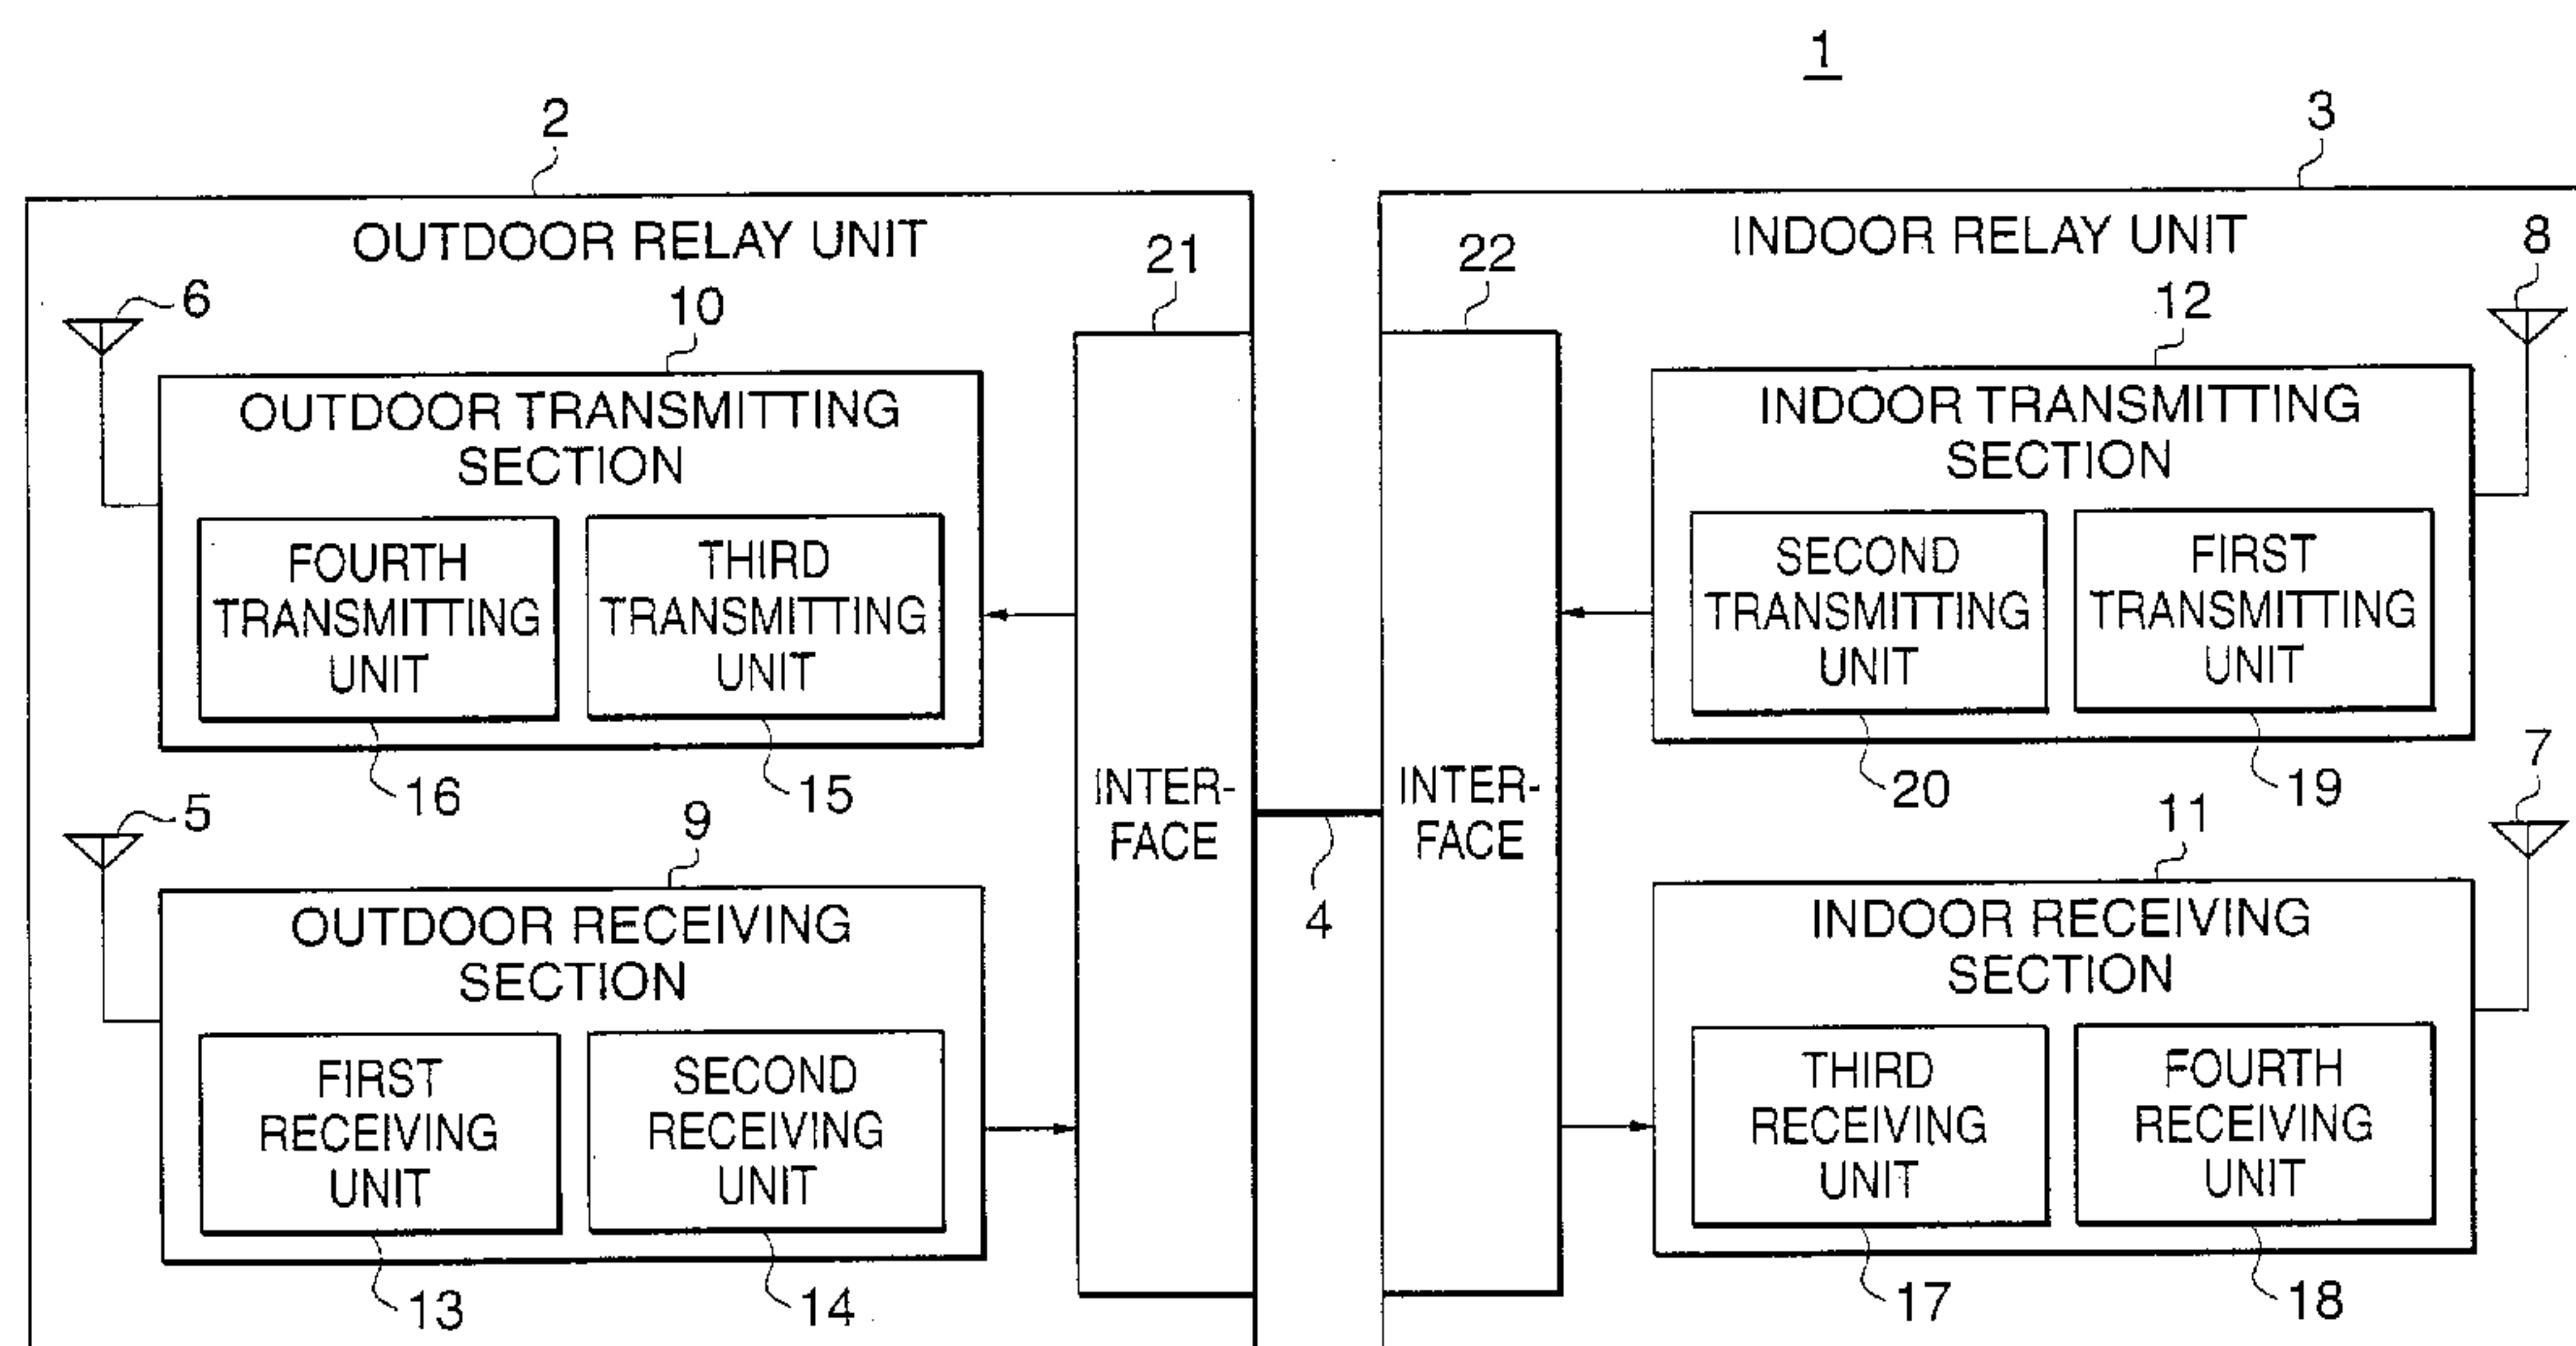 1
2
3
OUTDOOR RELAY UNIT
INDOOR RELAY UNIT
6
10
21
22
12
8
OUTDOOR TRANSMITTING
SECTION
INDOOR TRANSMITTING
SECTION
FOURTH
TRANSMITTING
UNIT
THIRD
TRANSMITTING
UNIT
SECOND
TRANSMITTING
UNIT
FIRST
TRANSMITTING
UNIT
16
15
20
19
INTER-
FACE
INTER-
FACE
4
5
9
11
7
OUTDOOR RECEIVING
SECTION
INDOOR RECEIVING
SECTION
FIRST
RECEIVING
UNIT
SECOND
RECEIVING
UNIT
THIRD
RECEIVING
UNIT
FOURTH
RECEIVING
UNIT
13
14
17
18